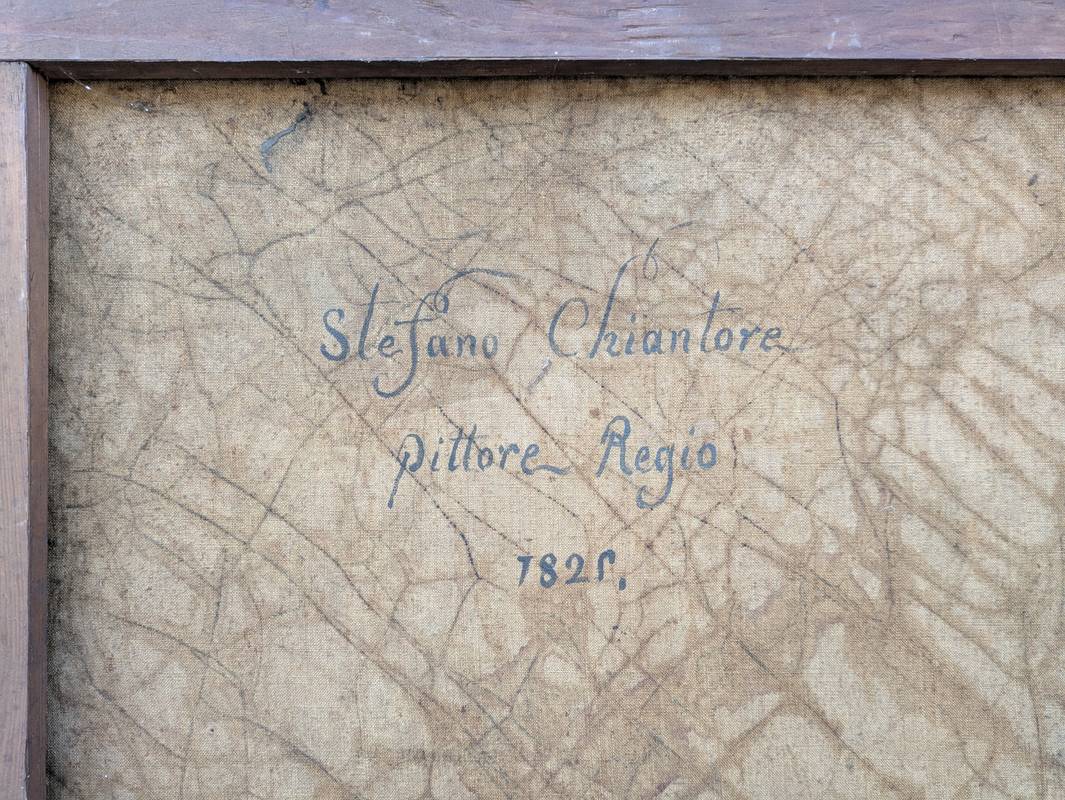 Stefano Chiantore
pittore Regio
1825.